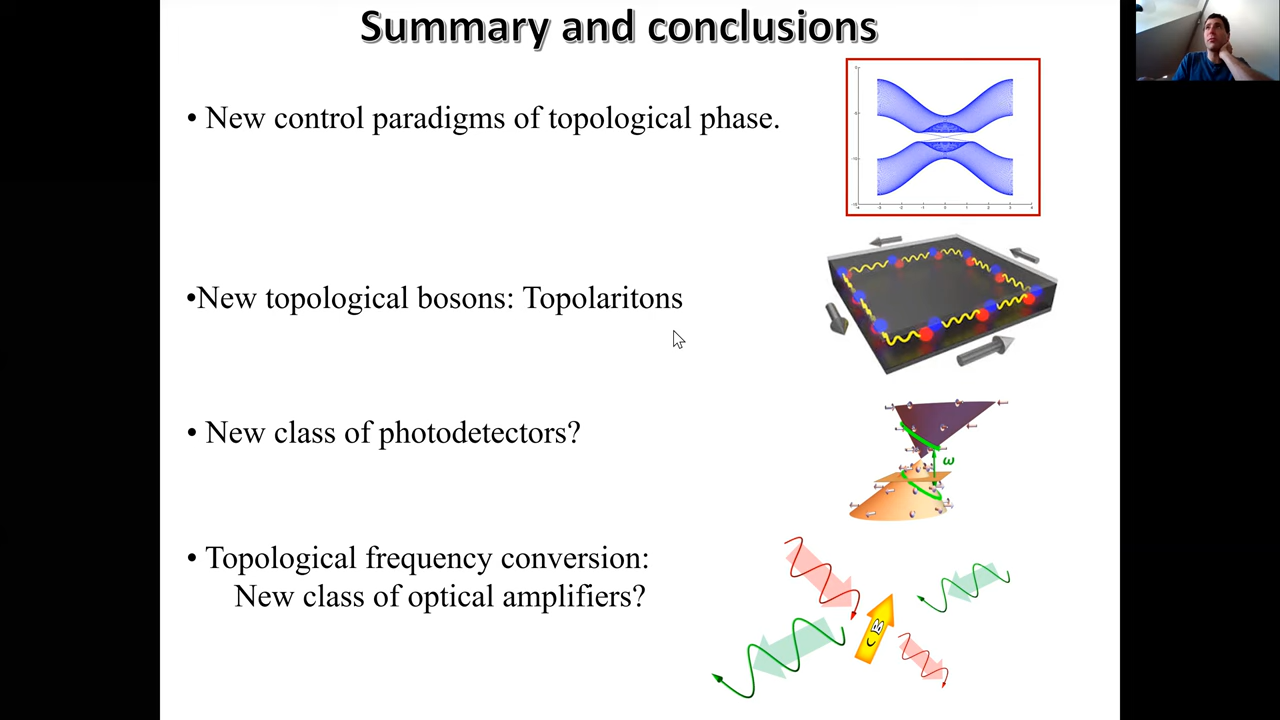 Summary and conclusions
• New control paradigms of topological phase.
•New topological bosons: Topolaritons
• New class of photodetectors?
ω
• Topological frequency conversion:
New class of optical amplifiers?
B